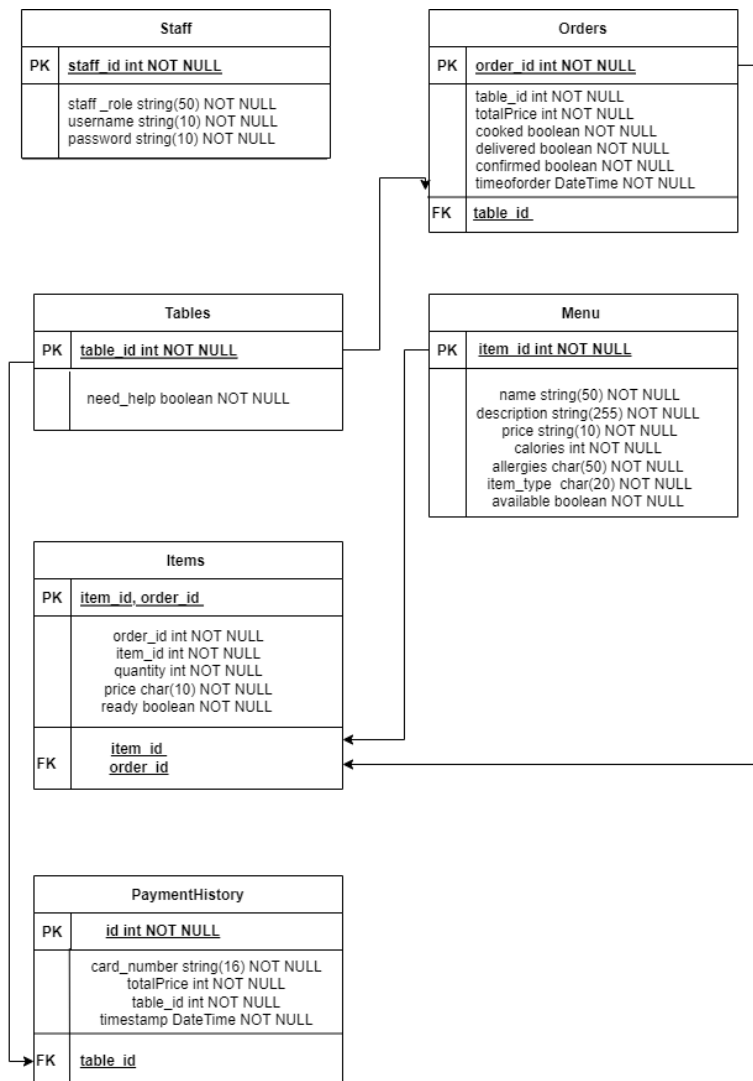 Staff
PK staff_id int NOT NULL
staff _role string(50) NOT NULL
username string(10) NOT NULL
password string(10) NOT NULL
Orders
PK order_id int NOT NULL
table_id int NOT NULL
totalPrice int NOT NULL
cooked boolean NOT NULL
delivered boolean NOT NULL
confirmed boolean NOT NULL
timeoforder DateTime NOT NULL
FK table_id
Tables
PK table_id int NOT NULL
need_help boolean NOT NULL
Menu
PK item_id int NOT NULL
name string(50) NOT NULL
description string(255) NOT NULL
price string(10) NOT NULL
calories int NOT NULL
allergies char(50) NOT NULL
item_type char(20) NOT NULL
available boolean NOT NULL
Items
PK item_id, order_id
order_id int NOT NULL
item_id int NOT NULL
quantity int NOT NULL
price char(10) NOT NULL
ready boolean NOT NULL
item_id
FK order_id
PaymentHistory
PK id int NOT NULL
card_number string(16) NOT NULL
totalPrice int NOT NULL
table_id int NOT NULL
timestamp DateTime NOT NULL
FK table_id